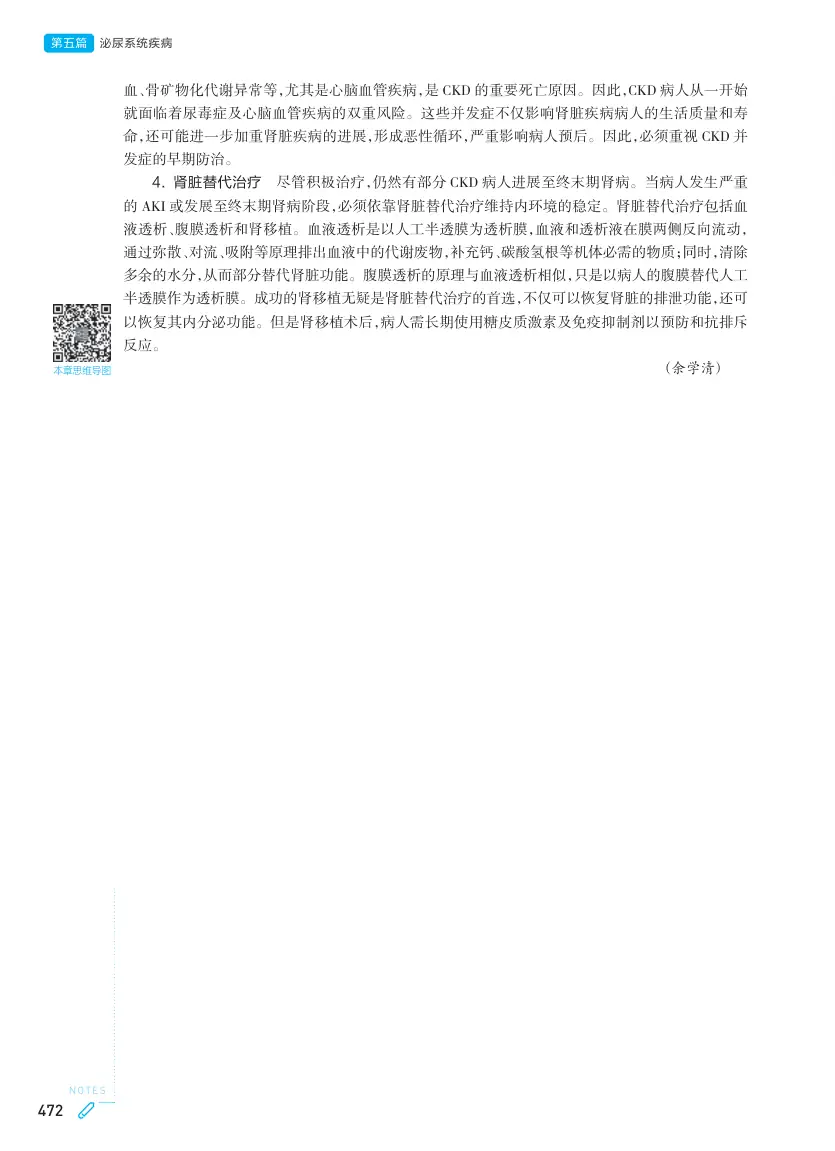 第五篇 泌尿系统疾病
血、骨矿物化代谢异常等,尤其是心脑血管疾病,是 CKD 的重要死亡原因。因此,CKD 病人从一开始
就面临着尿毒症及心脑血管疾病的双重风险。这些并发症不仅影响肾脏疾病病人的生活质量和寿
命,还可能进一步加重肾脏疾病的进展,形成恶性循环,严重影响病人预后。因此,必须重视 CKD 并
发症的早期防治。
4. 肾脏替代治疗 尽管积极治疗,仍然有部分 CKD 病人进展至终末期肾病。当病人发生严重
的 AKI 或发展至终末期肾病阶段,必须依靠肾脏替代治疗维持内环境的稳定。肾脏替代治疗包括血
液透析、腹膜透析和肾移植。血液透析是以人工半透膜为透析膜,血液和透析液在膜两侧反向流动,
通过弥散、对流、吸附等原理排出血液中的代谢废物,补充钙、碳酸氢根等机体必需的物质;同时,清除
多余的水分,从而部分替代肾脏功能。腹膜透析的原理与血液透析相似,只是以病人的腹膜替代人工
半透膜作为透析膜。成功的肾移植无疑是肾脏替代治疗的首选,不仅可以恢复肾脏的排泄功能,还可
以恢复其内分泌功能。但是肾移植术后,病人需长期使用糖皮质激素及免疫抑制剂以预防和抗排斥
反应。
(余学清)
本章思维导图
NOTES
472